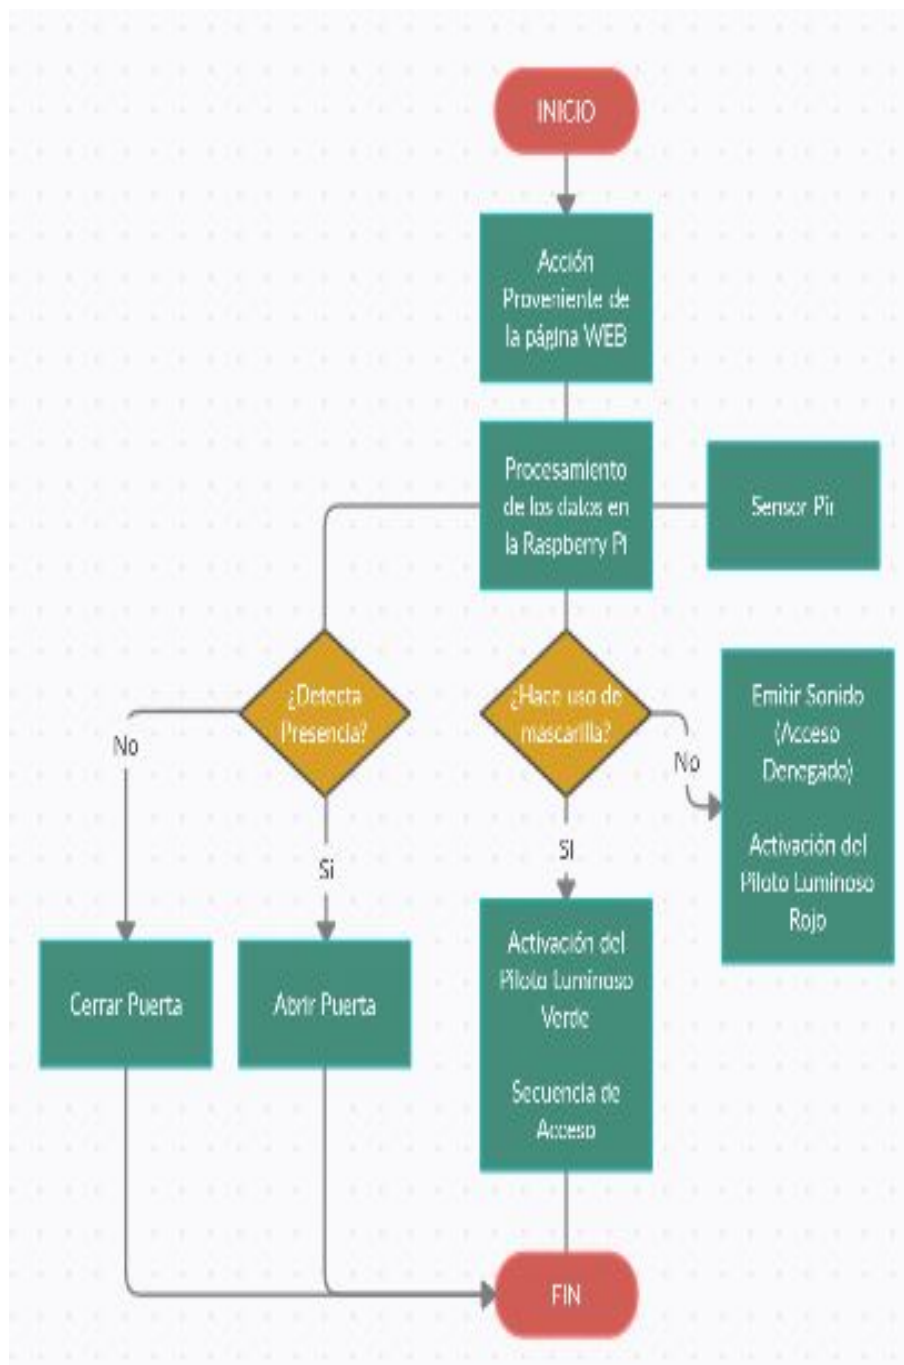 INICIO
Acción
Proveniente de
la página WEB
Procesamiento
de los datos en
la Raspberry Pi
Sensor Pir
¿Detecta
Presencia?
¿Hace uso de
mascarilla?
No
Si
No
Si
Emitir Sonido
(Acceso
Denegado)
Activación del
Piloto Luminoso
Rojo
Cerrar Puerta
Abrir Puerta
Activación del
Piloto Luminoso
Verde
Secuencia de
Acceso
FIN